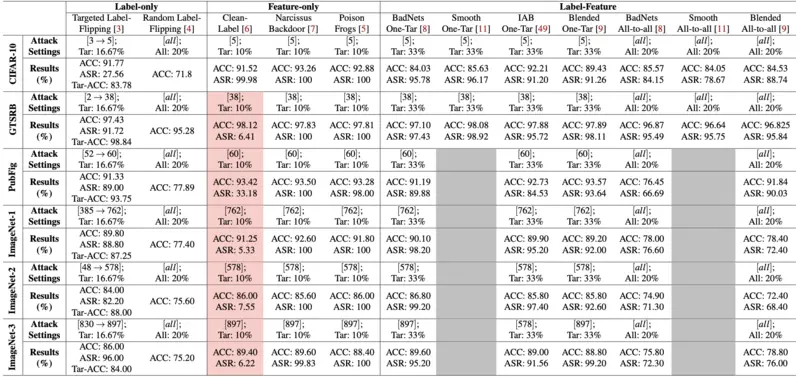 Label-only Feature-only Label-Feature
Targeted Label- Random Label- Clean- Narcissus Poison BadNets Smooth IAB Blended BadNets Smooth Blended
Flipping [3] Flipping [4] Label [6] Backdoor [7] Frogs [5] One-Tar [8] One-Tar [11] One-Tar [49] One-Tar [9] All-to-all [8] All-to-all [11] All-to-all [9]
CIFAR-10
Attack [3 → 5]; [all]; [5]; [5]; [5]; [5]; [5]; [5]; [5]; [all]; [all]; [all];
Settings Tar: 16.67% All: 20% Tar: 10% Tar: 10% Tar: 10% Tar: 33% Tar: 33% Tar: 33% Tar: 33% All: 20% All: 20% All: 20%
ACC: 91.77
Results ACC: 71.8 ACC: 91.52 ACC: 93.26 ACC: 92.88 ACC: 84.03 ACC: 85.63 ACC: 92.21 ACC: 89.43 ACC: 85.57 ACC: 84.05 ACC: 84.53
(%) ASR: 27.56 ASR: 99.98 ASR: 100 ASR: 100 ASR: 95.78 ASR: 96.17 ASR: 91.20 ASR: 91.26 ASR: 84.15 ASR: 78.67 ASR: 88.74
Tar-ACC: 83.78
GTSRB
Attack [2 → 38]; [all]; [38]; [38]; [38]; [38]; [38]; [38]; [38]; [all]; [all]; [all];
Settings Tar: 16.67% All: 20% Tar: 10% Tar: 10% Tar: 10% Tar: 33% Tar: 33% Tar: 33% Tar: 33% All: 20% All: 20% All: 20%
ACC: 97.43
Results ACC: 95.28 ACC: 98.12 ACC: 97.83 ACC: 97.81 ACC: 97.10 ACC: 98.08 ACC: 97.88 ACC: 97.89 ACC: 96.87 ACC: 96.64 ACC: 96.825
(%) ASR: 91.72 ASR: 6.41 ASR: 100 ASR: 100 ASR: 97.43 ASR: 98.92 ASR: 95.72 ASR: 98.11 ASR: 95.49 ASR: 95.75 ASR: 95.84
Tar-ACC: 98.84
PubFig
Attack [52 → 60]; [all]; [60]; [60]; [60]; [60]; [60]; [60]; [all]; [all];
Settings Tar: 16.67% All: 20% Tar: 10% Tar: 10% Tar: 10% Tar: 33% Tar: 33% Tar: 33% All: 20% All: 20%
ACC: 91.33
Results ACC: 77.89 ACC: 93.42 ACC: 93.50 ACC: 93.28 ACC: 91.19 ACC: 92.73 ACC: 93.57 ACC: 76.45 ACC: 91.84
(%) ASR: 89.00 ASR: 33.18 ASR: 100 ASR: 98.00 ASR: 89.88 ASR: 84.53 ASR: 93.64 ASR: 66.69 ASR: 90.03
Tar-ACC: 93.75
ImageNet-1
Attack [385 → 762]; [all]; [762]; [762]; [762]; [762]; [762]; [762]; [all]; [all];
Settings Tar: 16.67% All: 20% Tar: 10% Tar: 10% Tar: 10% Tar: 33% Tar: 33% Tar: 33% All: 20% All: 20%
ACC: 89.80
Results ACC: 77.40 ACC: 91.25 ACC: 92.60 ACC: 91.80 ACC: 90.10 ACC: 89.90 ACC: 89.20 ACC: 78.00 ACC: 78.40
(%) ASR: 88.80 ASR: 5.33 ASR: 100 ASR: 100 ASR: 98.20 ASR: 95.20 ASR: 92.00 ASR: 76.60 ASR: 72.40
Tar-ACC: 87.25
ImageNet-2
Attack [48 → 578]; [all]; [578]; [578]; [578]; [578]; [578]; [578]; [all]; [all];
Settings Tar: 16.67% All: 20% Tar: 10% Tar: 10% Tar: 10% Tar: 33% Tar: 33% Tar: 33% All: 20% All: 20%
ACC: 84.00
Results ACC: 75.60 ACC: 86.00 ACC: 85.60 ACC: 86.00 ACC: 86.80 ACC: 85.80 ACC: 85.80 ACC: 74.90 ACC: 72.40
(%) ASR: 82.20 ASR: 7.55 ASR: 100 ASR: 100 ASR: 99.20 ASR: 97.40 ASR: 92.60 ASR: 71.30 ASR: 68.40
Tar-ACC: 88.00
ImageNet-3
Attack [830 → 897]; [all]; [897]; [897]; [897]; [897]; [578]; [897]; [all]; [all];
Settings Tar: 16.67% All: 20% Tar: 10% Tar: 10% Tar: 10% Tar: 33% Tar: 33% Tar: 33% All: 20% All: 20%
ACC: 86.00
Results ACC: 75.20 ACC: 89.40 ACC: 89.60 ACC: 88.40 ACC: 89.60 ACC: 89.00 ACC: 88.80 ACC: 75.80 ACC: 78.80
(%) ASR: 96.00 ASR: 6.22 ASR: 99.83 ASR: 100 ASR: 95.20 ASR: 91.56 ASR: 99.20 ASR: 72.30 ASR: 76.00
Tar-ACC: 84.00